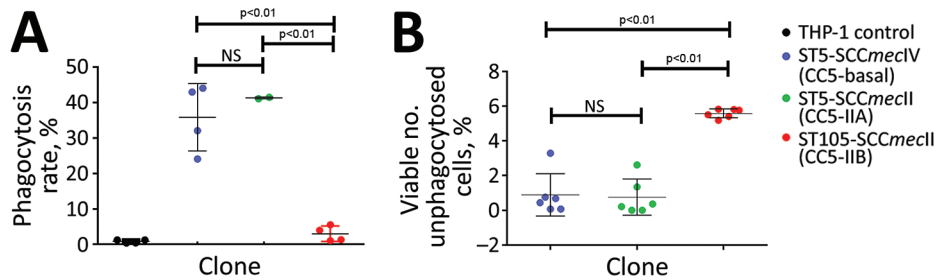 A
p<0.01
p<0.01
NS
50
40
30
20
10
0
Phagocytosis
rate, %
Clone
B
p<0.01
p<0.01
NS
8
6
4
2
0
−2
Viable no.
unphagocytosed
cells, %
Clone
THP-1 control
ST5-SCCmecIV
(CC5-basal)
ST5-SCCmecII
(CC5-IIA)
ST105-SCCmecII
(CC5-IIB)